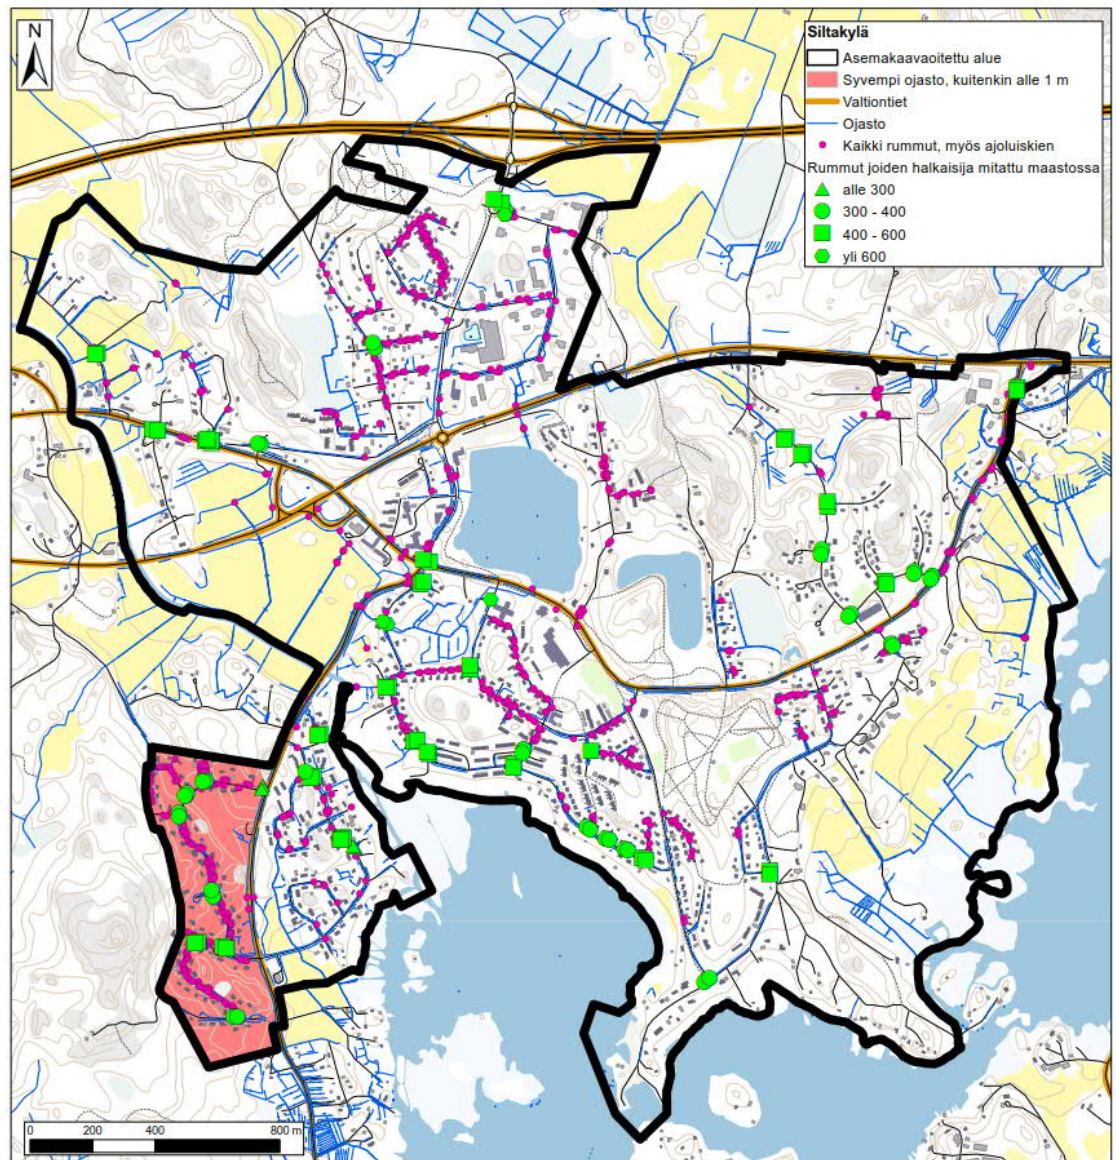 N
Siltakylä
Asemakaavaoitettu alue
Syvempi ojasto, kuitenkin alle 1 m
Valtiontiet
Ojasto
Kaikki rummut, myös ajoluiskien
Rummut joiden halkaisija mitattu maastossa
alle 300
300 - 400
400 - 600
yli 600
0 200 400 800 m